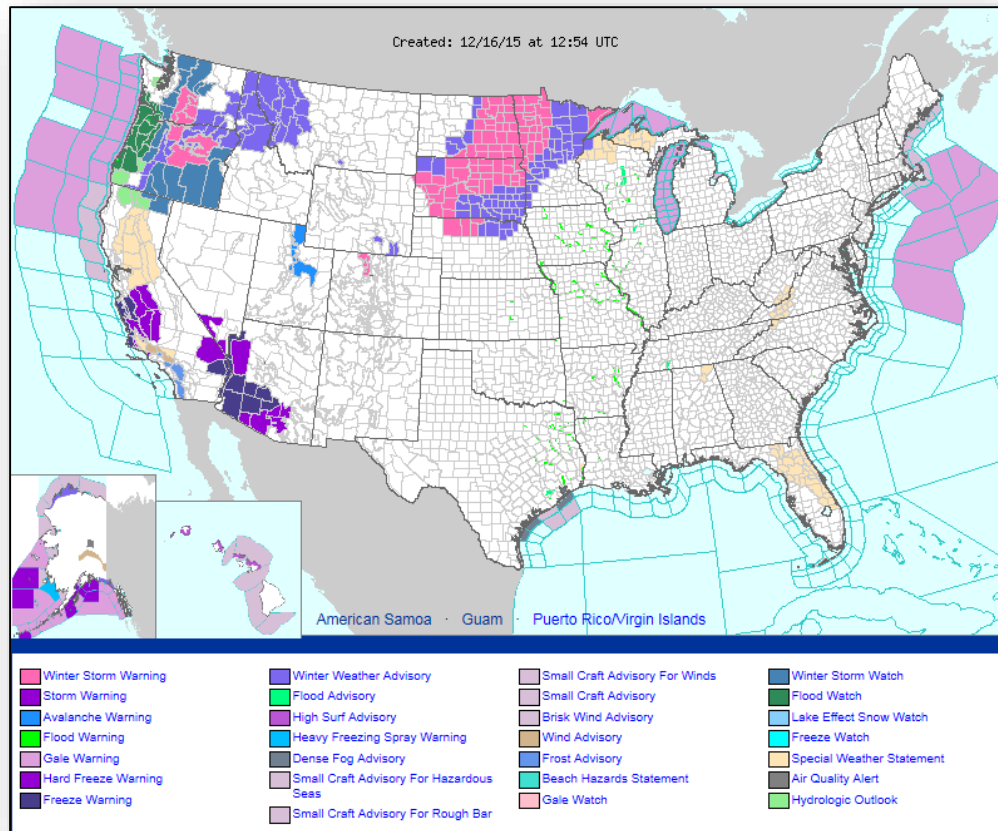 Created: 12/16/15 at 12:54 UTC
American Samoa · Guam · Puerto Rico/Virgin Islands
Winter Storm Warning
Storm Warning
Avalanche Warning
Flood Warning
Gale Warning
Hard Freeze Warning
Freeze Warning
Winter Weather Advisory
Flood Advisory
High Surf Advisory
Heavy Freezing Spray Warning
Dense Fog Advisory
Small Craft Advisory For Hazardous
Seas
Small Craft Advisory For Rough Bar
Small Craft Advisory For Winds
Small Craft Advisory
Brisk Wind Advisory
Wind Advisory
Frost Advisory
Beach Hazards Statement
Gale Watch
Winter Storm Watch
Flood Watch
Lake Effect Snow Watch
Freeze Watch
Special Weather Statement
Air Quality Alert
Hydrologic Outlook